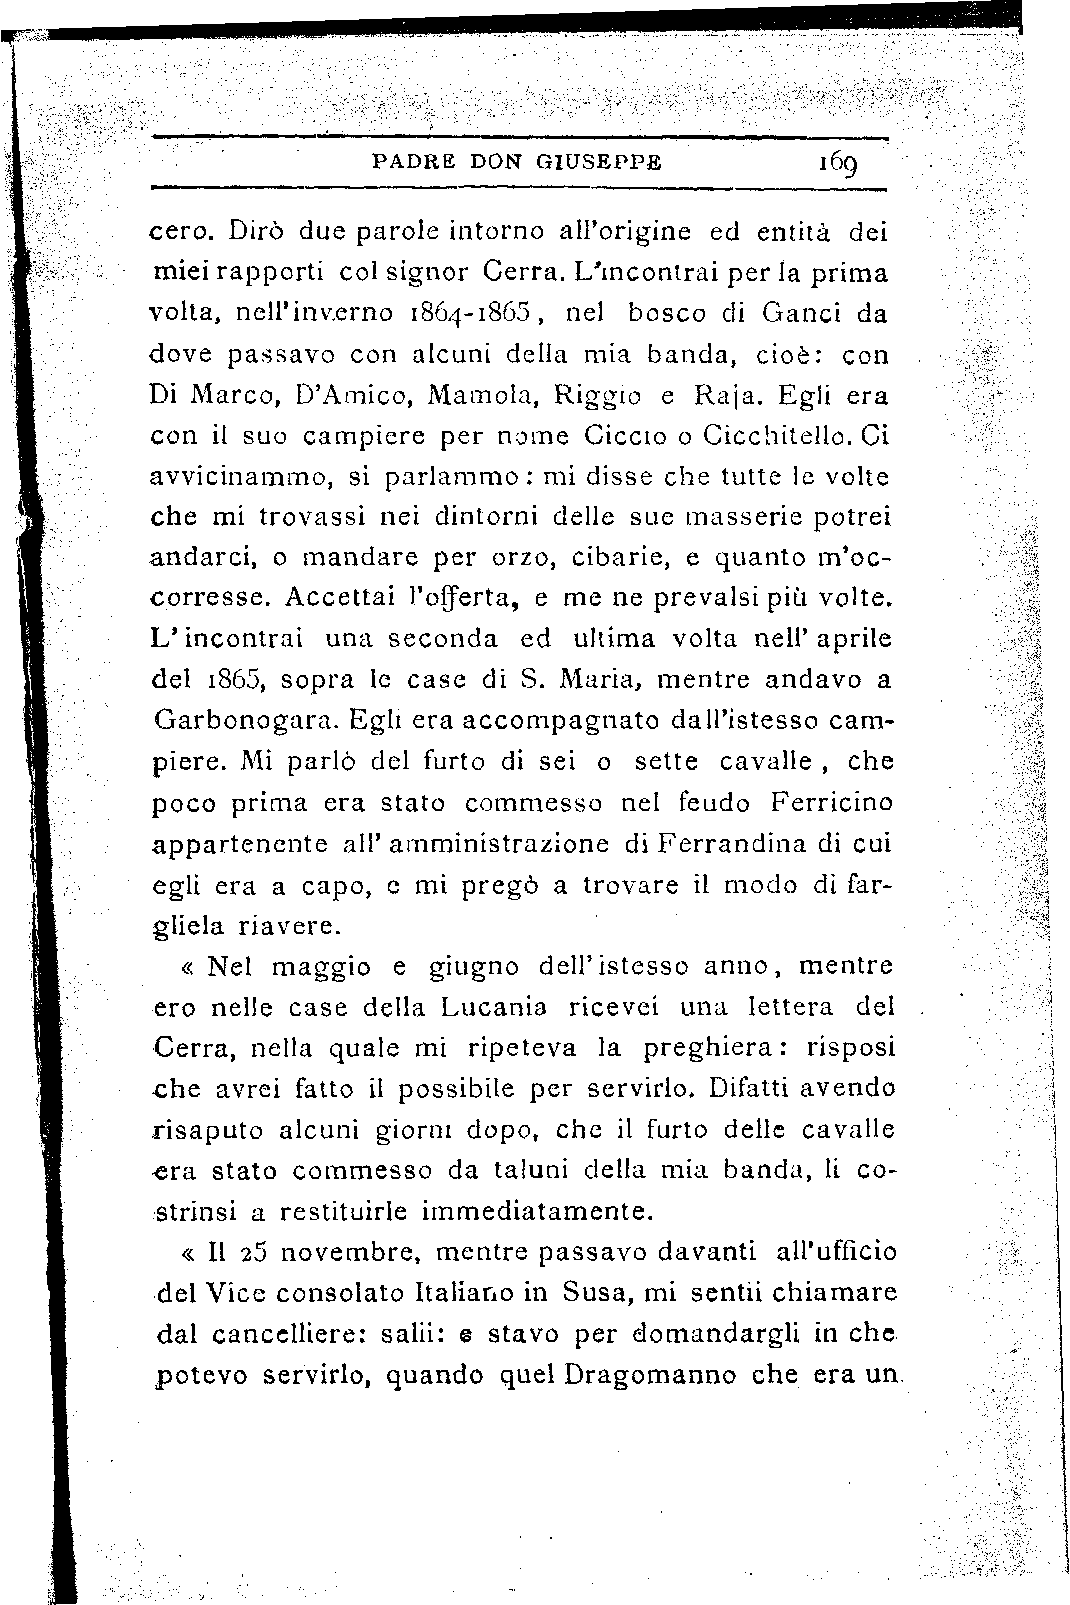 PADRE DON GIUSEPPE 169
cero. Dirò due parole intorno all'origine ed entità dei
miei rapporti col signor Cerra. L'incontrai per la prima
volta, nell'inverno 1864-1865, nel bosco di Ganci da
dove passavo con alcuni della mia banda, cioè: con
Di Marco, D'Amico, Mamola, Riggio e Raja. Egli era
con il suo campiere per nome Ciccio o Cicchitello. Ci
avvicinammo, si parlammo: mi disse che tutte le volte
che mi trovassi nei dintorni delle sue masserie potrei
andarci, o mandare per orzo, cibarie, e quanto m'oc-
corresse. Accettai l'offerta, e me ne prevalsi più volte.
L'incontrai una seconda ed ultima volta nell' aprile
del 1865, sopra le case di S. Maria, mentre andavo a
Garbonogara. Egli era accompagnato dall'istesso cam-
piere. Mi parlò del furto di sei o sette cavalle, che
poco prima era stato commesso nel feudo Ferricino
appartenente all' amministrazione di Ferrandina di cui
egli era a capo, e mi pregò a trovare il modo di far-
gliela riavere.
« Nel maggio e giugno dell'istesso anno, mentre
ero nelle case della Lucania ricevei una lettera del
Cerra, nella quale mi ripeteva la preghiera: risposi
che avrei fatto il possibile per servirlo. Difatti avendo
risaputo alcuni giorni dopo, che il furto delle cavalle
era stato commesso da taluni della mia banda, li co-
strinsi a restituirle immediatamente.
« Il 25 novembre, mentre passavo davanti all'ufficio
del Vice consolato Italiano in Susa, mi sentii chiamare
dal cancelliere: salii: e stavo per domandargli in che
potevo servirlo, quando quel Dragomanno che era un